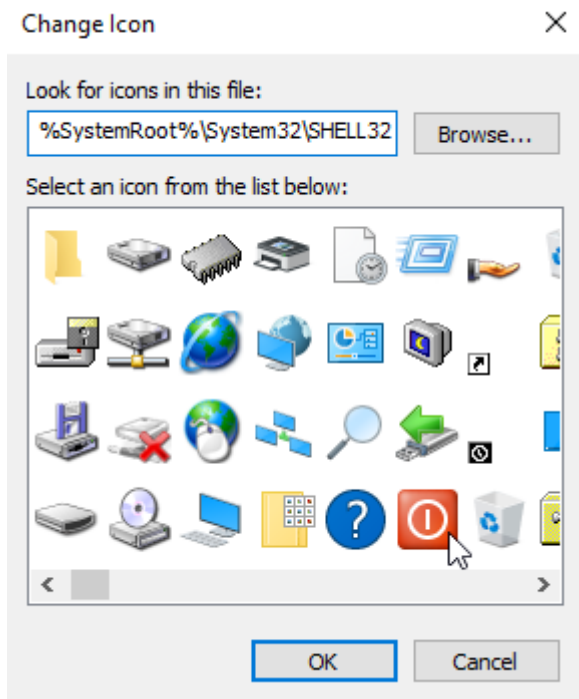 Change Icon
Look for icons in this file:
%SystemRoot%\System32\SHELL32
Browse...
Select an icon from the list below:
OK
Cancel